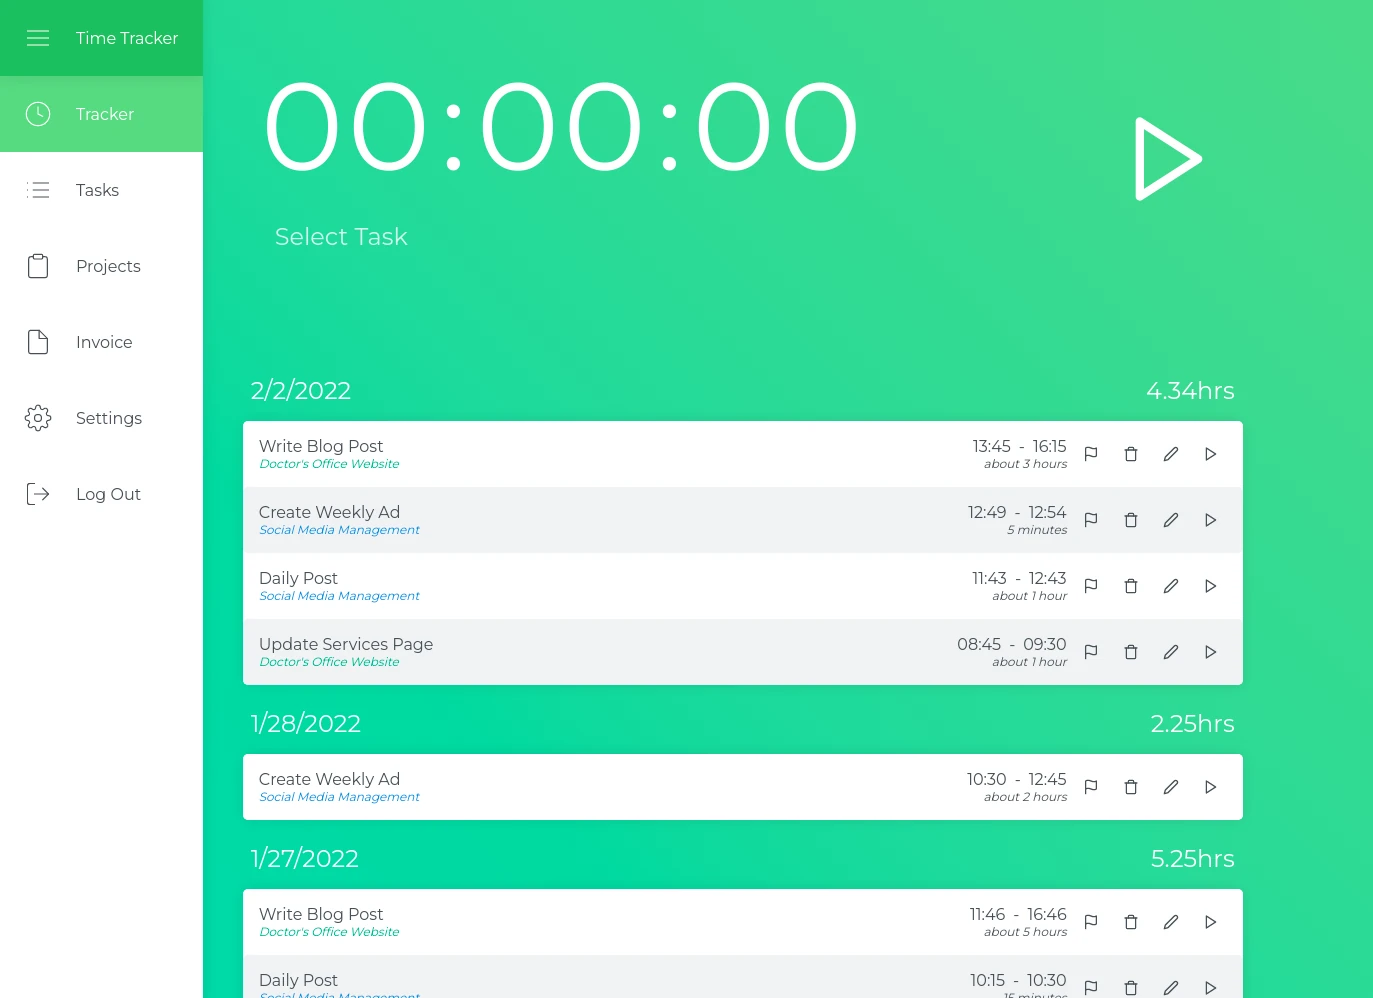 Time Tracker
Tracker
Tasks
Projects
Invoice
Settings
Log Out
00:00:00
Select Task
2/2/2022 4.34hrs
Write Blog Post 13:45 - 16:15
Doctor's Office Website about 3 hours
Create Weekly Ad 12:49 - 12:54
Social Media Management 5 minutes
Daily Post 11:43 - 12:43
Social Media Management about 1 hour
Update Services Page 08:45 - 09:30
Doctor's Office Website about 1 hour
1/28/2022 2.25hrs
Create Weekly Ad 10:30 - 12:45
Social Media Management about 2 hours
1/27/2022 5.25hrs
Write Blog Post 11:46 - 16:46
Doctor's Office Website about 5 hours
Daily Post 10:15 - 10:30
Social Media Management 15 minutes